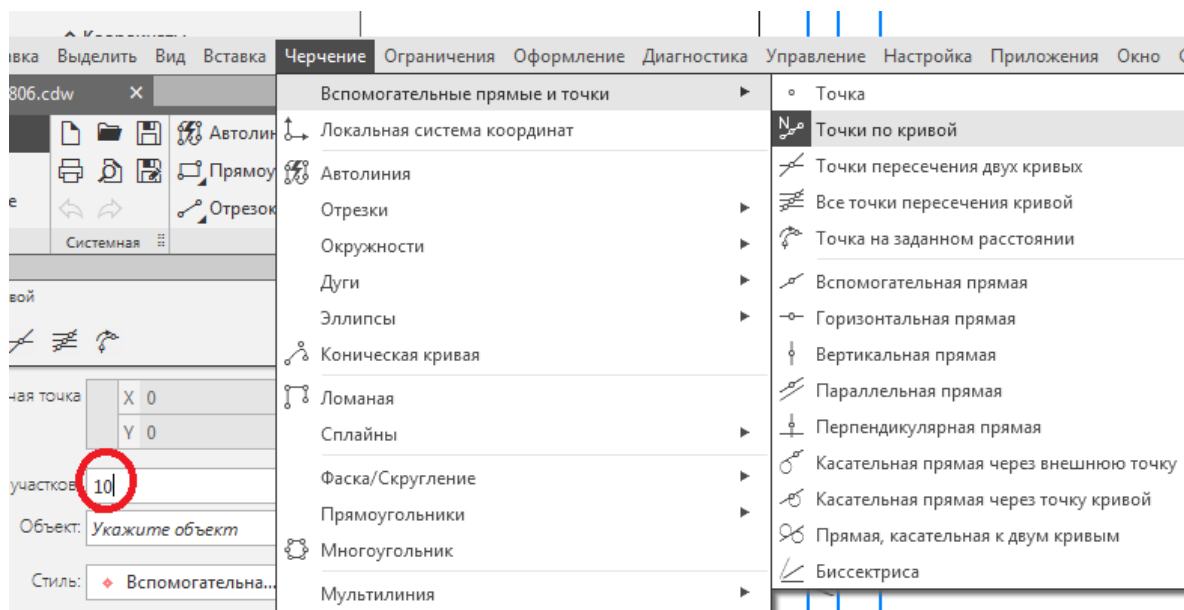 авка Выделить Вид Вставка Черчение Ограничения Оформление Диагностика Управление Настройка Приложения Окно
806.cdw ×
Автолин
Прямоу
Отрезок
Системная
вой
ная точка X 0
Y 0
участков 10
Объект: Укажите объект
Стиль: Вспомогательна...
Вспомогательные прямые и точки
Локальная система координат
Автолиния
Отрезки
Окружности
Дуги
Эллипсы
Коническая кривая
Ломаная
Сплайны
Фаска/Скругление
Прямоугольники
Многоугольник
Мультилиния
Точка
Точки по кривой
Точки пересечения двух кривых
Все точки пересечения кривой
Точка на заданном расстоянии
Вспомогательная прямая
Горизонтальная прямая
Вертикальная прямая
Параллельная прямая
Перпендикулярная прямая
Касательная прямая через внешнюю точку
Касательная прямая через точку кривой
Прямая, касательная к двум кривым
Биссектриса